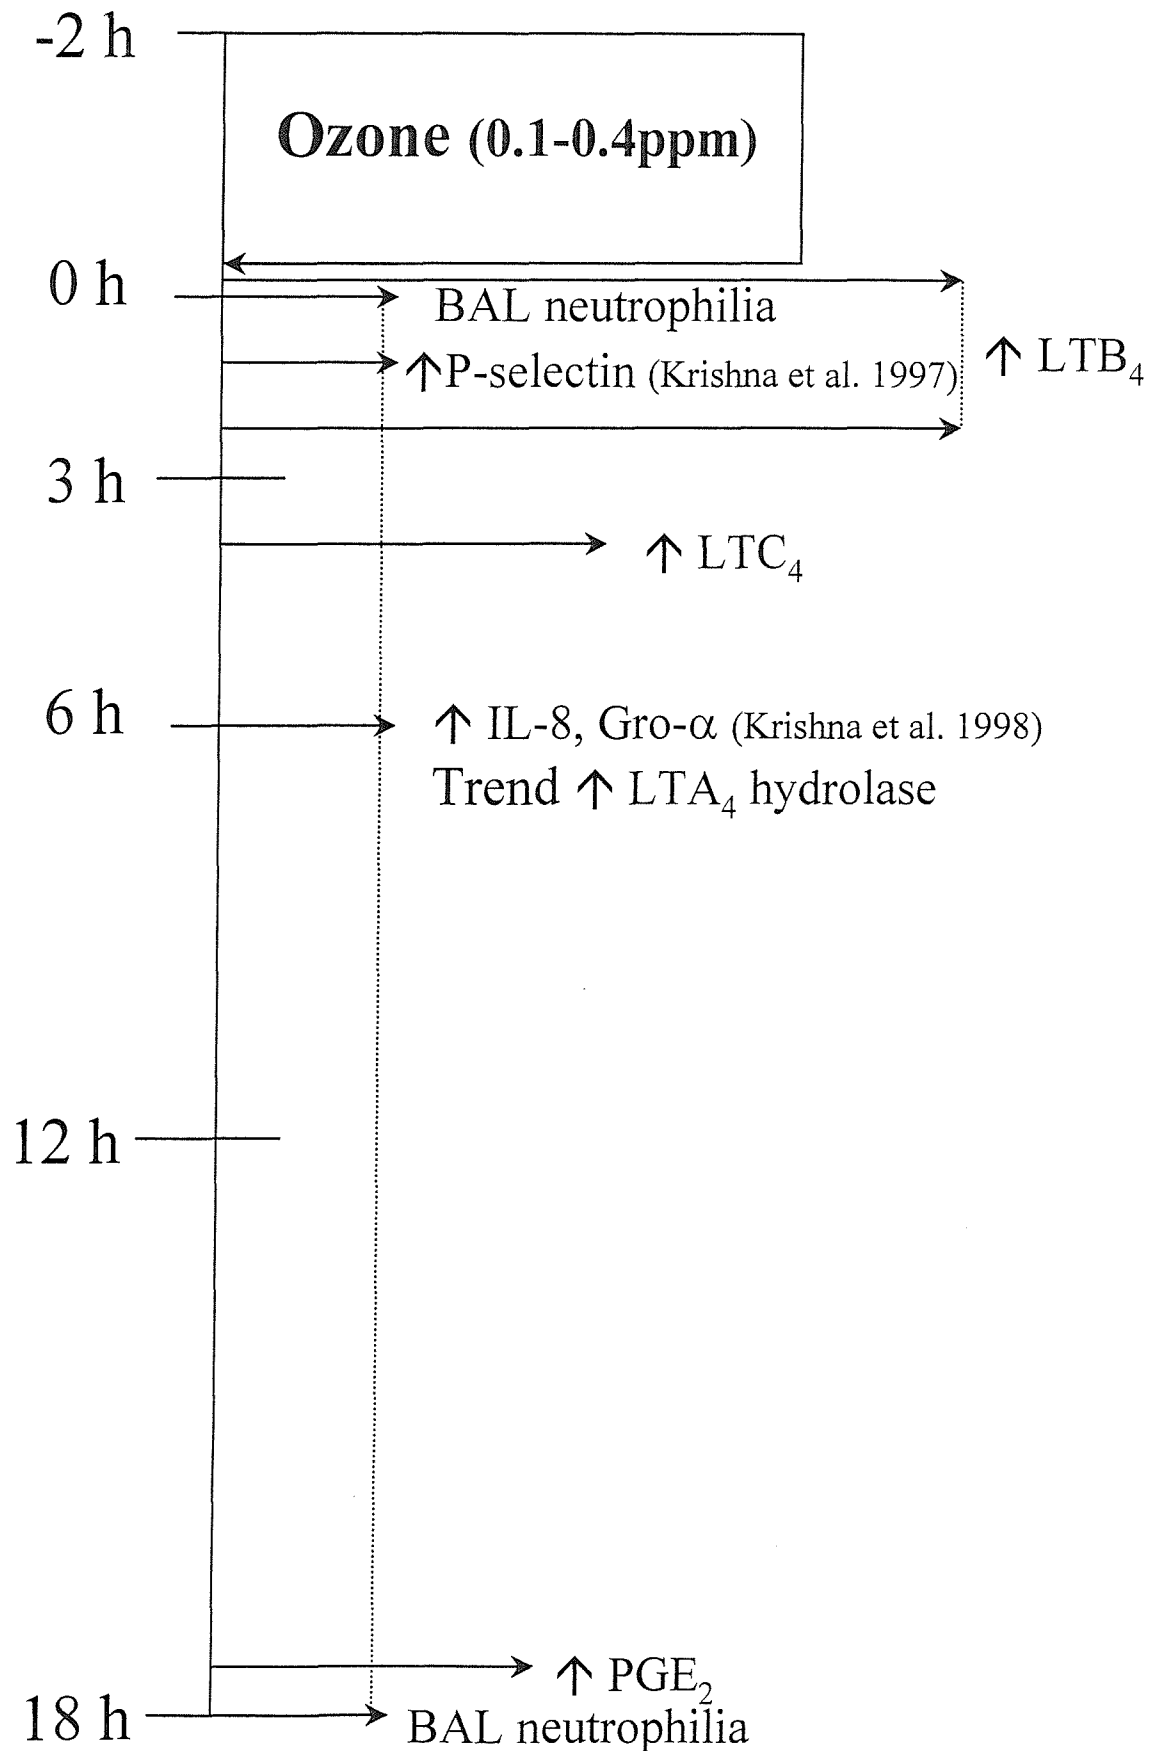 -2 h
Ozone (0.1-0.4ppm)
0 h
BAL neutrophilia
↑ LTB₄
↑P-selectin (Krishna et al. 1997)
3 h
↑ LTC₄
6 h
↑ IL-8, Gro-α (Krishna et al. 1998)
Trend ↑ LTA₄ hydrolase
12 h
↑ PGE₂
18 h
BAL neutrophilia